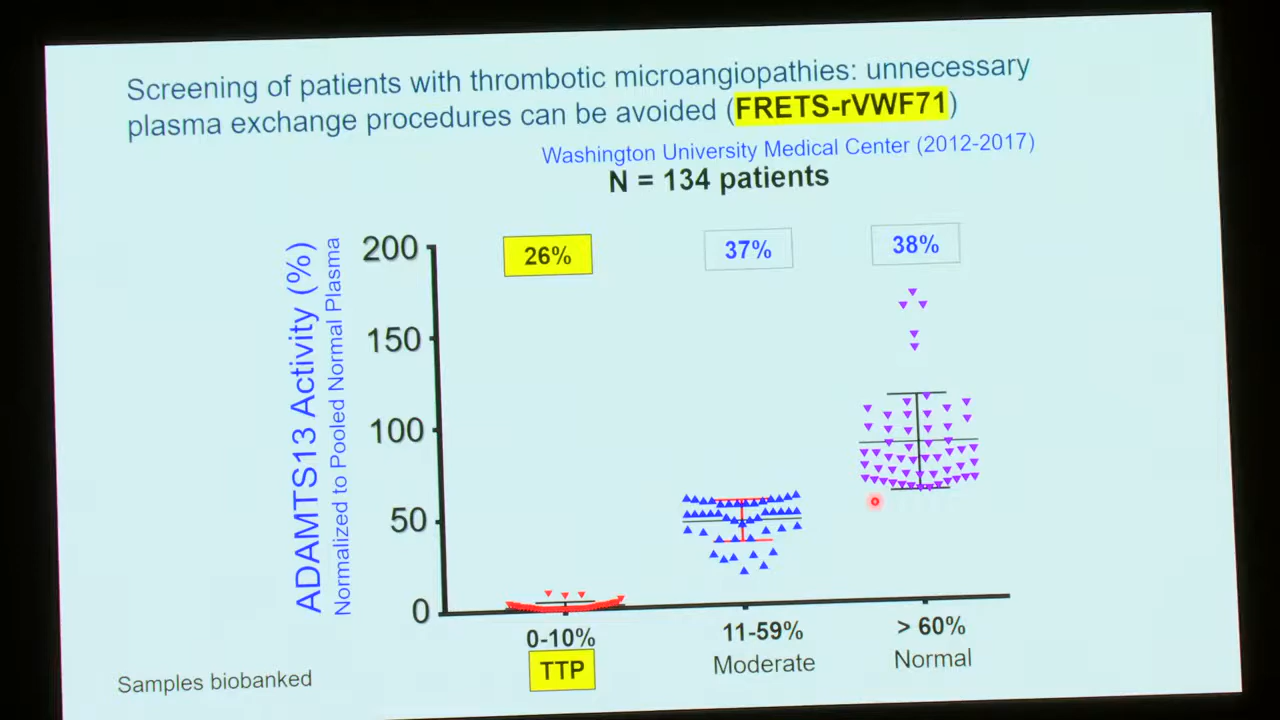 Screening of patients with thrombotic microangiopathies: unnecessary
plasma exchange procedures can be avoided (FRETS-rVWF71)
Washington University Medical Center (2012-2017)
N = 134 patients
26%
37%
38%
ADAMTS13 Activity (%)
Normalized to Pooled Normal Plasma
200
150
100
50
0
0-10%
11-59%
> 60%
TTP
Moderate
Normal
Samples biobanked